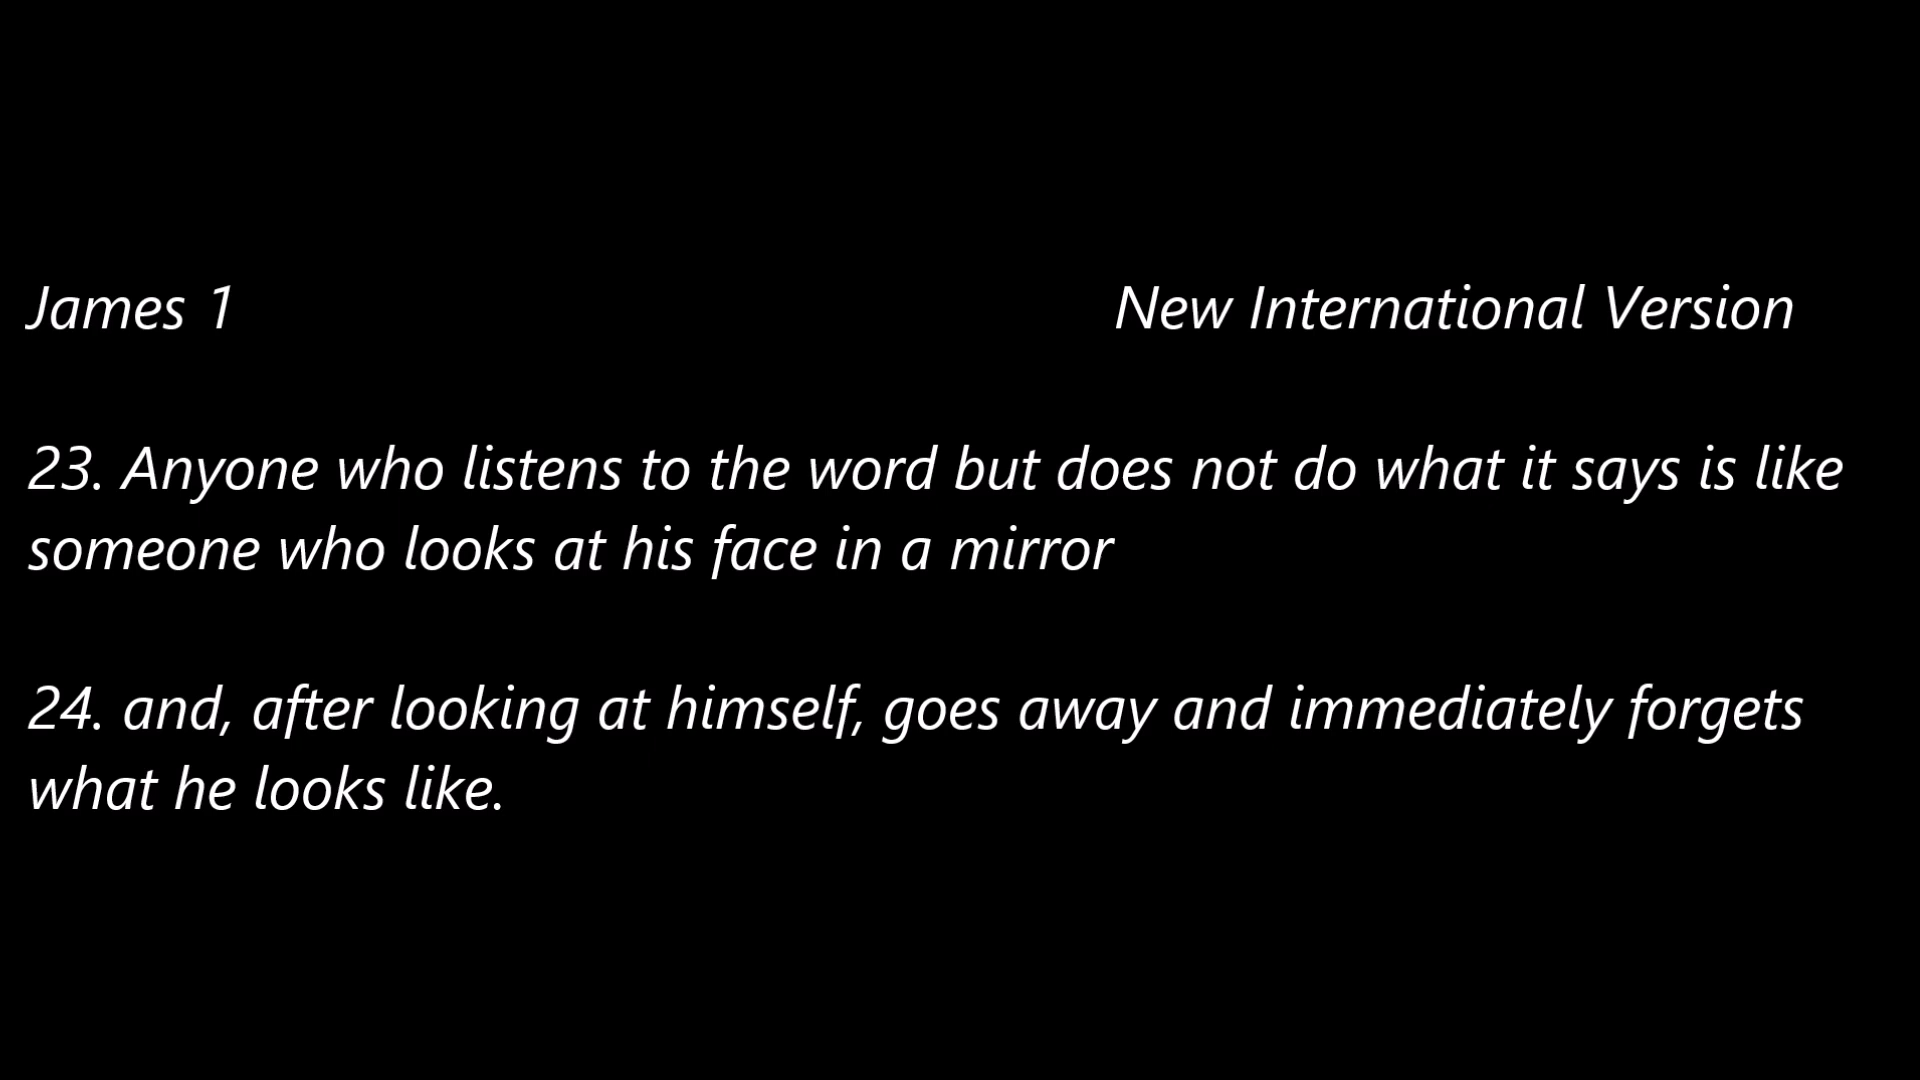 James 1 New International Version
23. Anyone who listens to the word but does not do what it says is like
someone who looks at his face in a mirror
24. and, after looking at himself, goes away and immediately forgets
what he looks like.